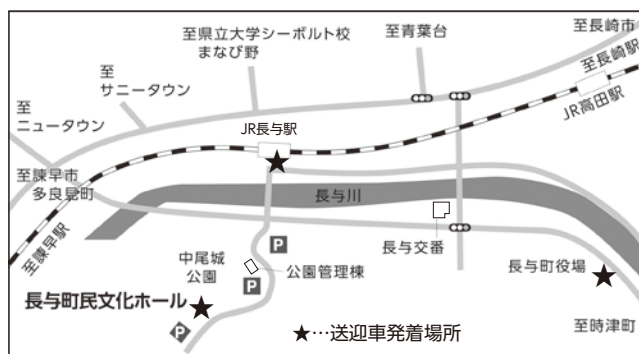 至県立大学シーボルト校
まなび野
至青葉台
至長崎市
至長崎駅
至
サニータウン
JR高田駅
至
ニュータウン
JR長与駅
至諫早市
多良見町
長与川
至諫早駅
長与交番
P
中尾城
公園
公園管理棟
長与町役場
P
長与町民文化ホール
P
★…送迎車発着場所
至時津町